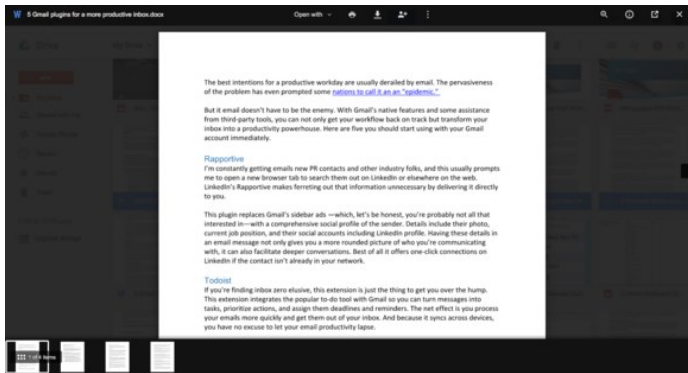 W 5 Gmail plugins for a more productive inbox.docx
Open with
The best intentions for a productive workday are usually derailed by email. The pervasiveness
of the problem has even prompted some nations to call it an an "epidemic."
But it email doesn't have to be the enemy. With Gmail's native features and some assistance
from third-party tools, you can not only get your workflow back on track but transform your
inbox into a productivity powerhouse. Here are five you should start using with your Gmail
account immediately.
Rapportive
I'm constantly getting emails new PR contacts and other industry folks, and this usually prompts
me to open a new browser tab to search them out on LinkedIn or elsewhere on the web.
LinkedIn's Rapportive makes ferreting out that information unnecessary by delivering it directly
to you.
This plugin replaces Gmail's sidebar ads —which, let's be honest, you're probably not all that
interested in—with a comprehensive social profile of the sender. Details include their photo,
current job position, and their social accounts including LinkedIn profile. Having these details in
an email message not only gives you a more rounded picture of who you're communicating
with, it can also facilitate deeper conversations. Best of all it offers one-click connections on
LinkedIn if the contact isn't already in your network.
Todoist
If you're finding inbox zero elusive, this extension is just the thing to get you over the hump.
This extension integrates the popular to-do tool with Gmail so you can turn messages into
tasks, prioritize actions, and assign them deadlines and reminders. The net effect is you process
your emails more quickly and get them out of your inbox. And because it syncs across devices,
you have no excuse to let your email productivity lapse.
1 of 4 items